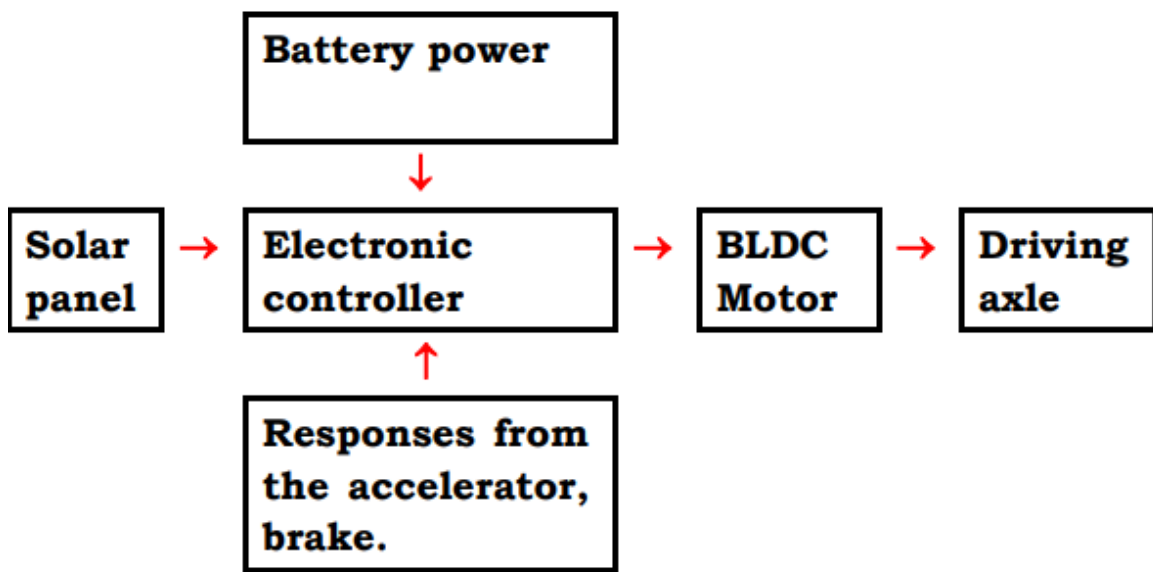 Battery power
Solar
panel
Electronic
controller
BLDC
Motor
Driving
axle
Responses from
the accelerator,
brake.